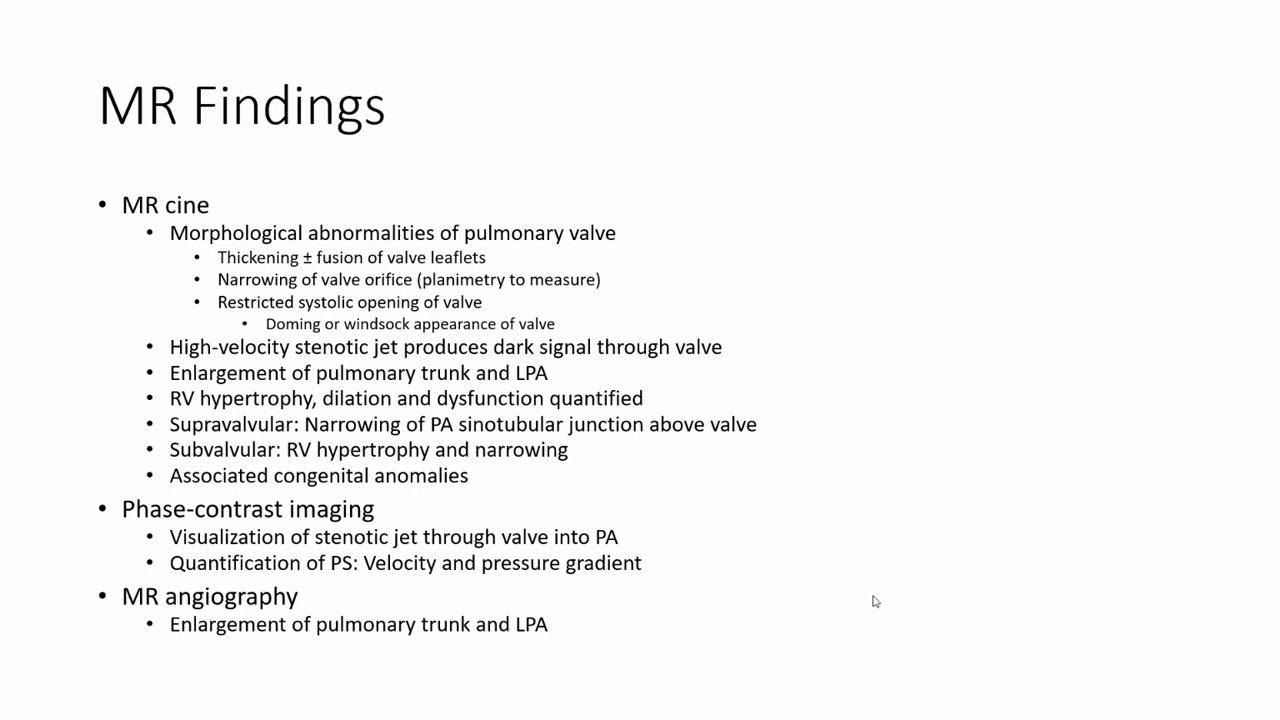 MR Findings
• MR cine
• Morphological abnormalities of pulmonary valve
• Thickening ± fusion of valve leaflets
• Narrowing of valve orifice (planimetry to measure)
• Restricted systolic opening of valve
• Doming or windsock appearance of valve
• High-velocity stenotic jet produces dark signal through valve
• Enlargement of pulmonary trunk and LPA
• RV hypertrophy, dilation and dysfunction quantified
• Supravalvular: Narrowing of PA sinotubular junction above valve
• Subvalvular: RV hypertrophy and narrowing
• Associated congenital anomalies
• Phase-contrast imaging
• Visualization of stenotic jet through valve into PA
• Quantification of PS: Velocity and pressure gradient
• MR angiography
• Enlargement of pulmonary trunk and LPA